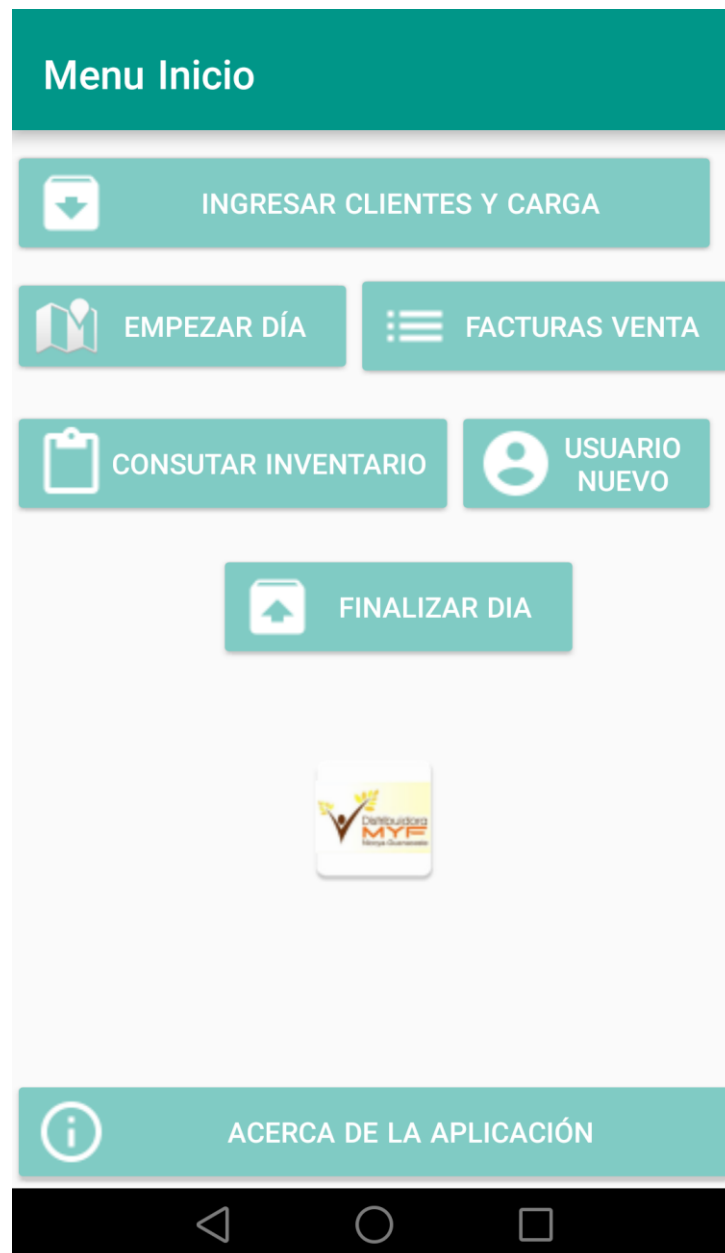 Menu Inicio
INGRESAR CLIENTES Y CARGA
EMPEZAR DÍA
FACTURAS VENTA
CONSUTAR INVENTARIO
USUARIO
NUEVO
FINALIZAR DIA
Distribuidora
MYF
ACERCA DE LA APLICACIÓN